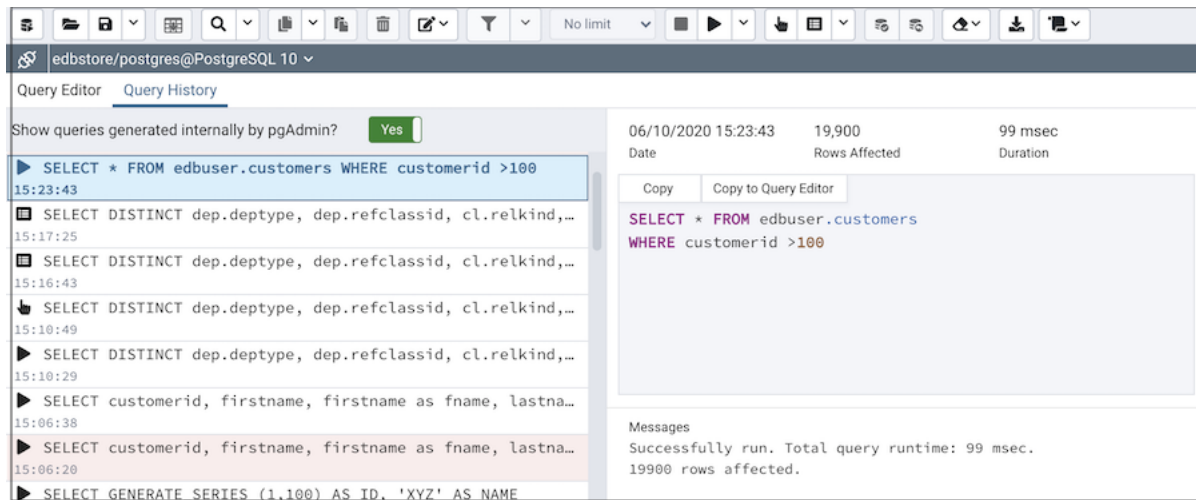 No limit
edbstore/postgres@PostgreSQL 10
Query Editor Query History
Show queries generated internally by pgAdmin? Yes
SELECT * FROM edbuser.customers WHERE customerid >100
15:23:43
SELECT DISTINCT dep.deptype, dep.refclassid, cl.relkind,…
15:17:25
SELECT DISTINCT dep.deptype, dep.refclassid, cl.relkind,…
15:16:43
SELECT DISTINCT dep.deptype, dep.refclassid, cl.relkind,…
15:10:49
SELECT DISTINCT dep.deptype, dep.refclassid, cl.relkind,…
15:10:29
SELECT customerid, firstname, firstname as fname, lastna…
15:06:38
SELECT customerid, firstname, firstname as fname, lastna…
15:06:20
SELECT GENERATE SERIES (1,100) AS ID, 'XYZ' AS NAME
06/10/2020 15:23:43 19,900 99 msec
Date Rows Affected Duration
Copy Copy to Query Editor
SELECT * FROM edbuser.customers
WHERE customerid >100
Messages
Successfully run. Total query runtime: 99 msec.
19900 rows affected.